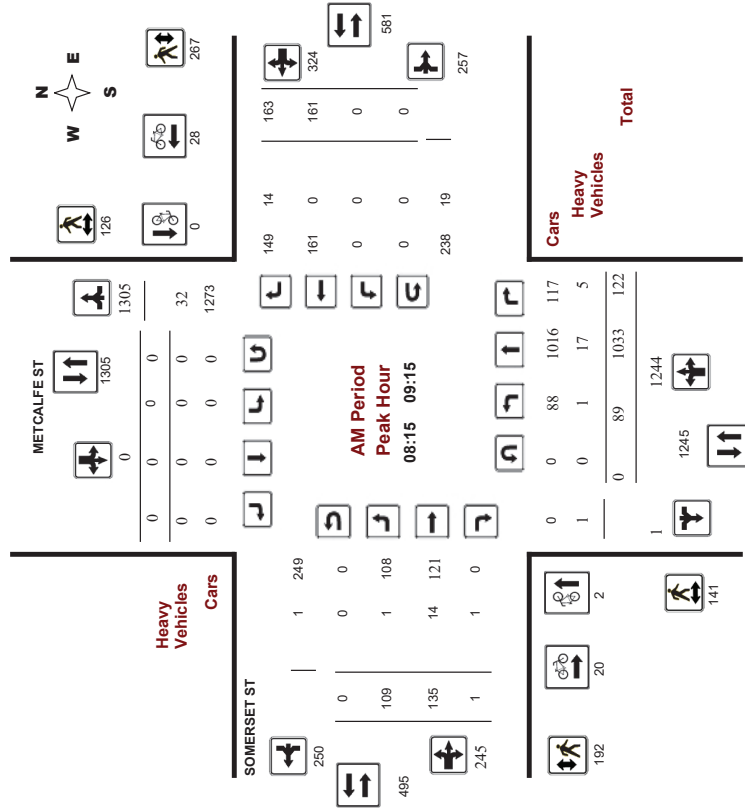 N
W E
S
126
0
28
267
METCALFE ST
1305
0
1305
0 0 0 0
0 0 0 0 32
0 0 0 0 1273
Heavy
Vehicles
Cars
581
324
257
149 14 163
161 0 161
0 0 0
0 0 0
238 19
AM Period
Peak Hour
08:15 09:15
SOMERSET ST
250
495
245
1 249
0 0 0
109 1 108
135 14 121
1 1 0
Cars
Heavy
Vehicles
Total
0 0 88 1016 117
1 0 1 17 5
0 89 1033 122
1
1244
1245
2
20
192
141